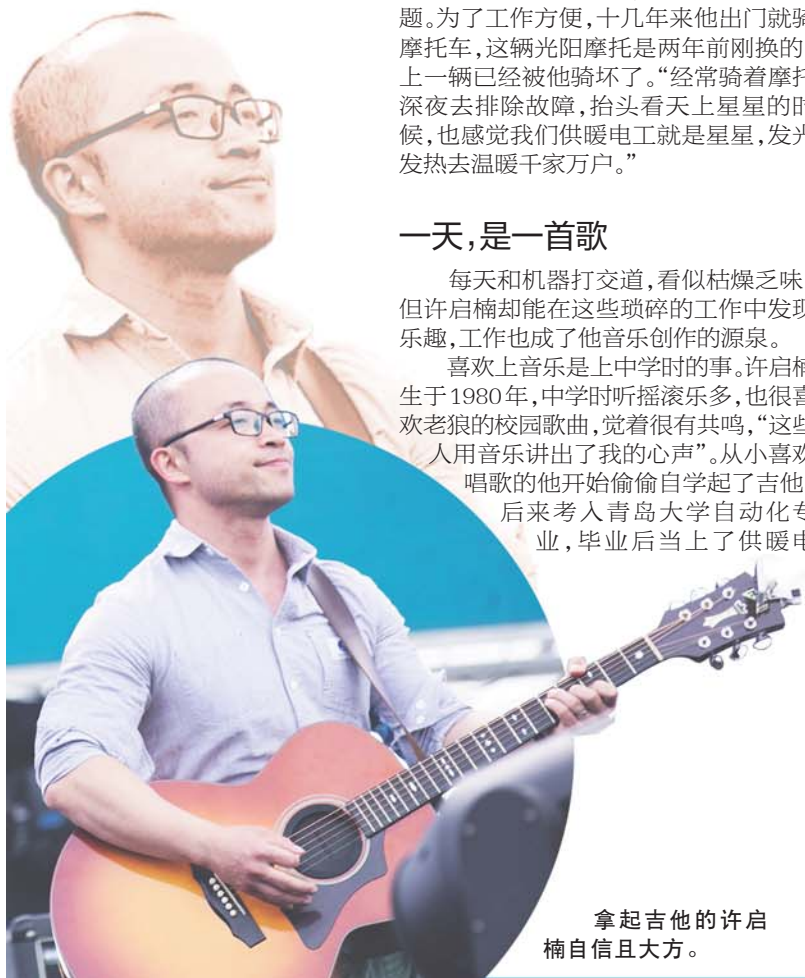 题。为了工作方便,十几年来他出门就骑
摩托车,这辆光阳摩托是两年前刚换的
上一辆已经被他骑坏了。“经常骑着摩托
深夜去排除故障,抬头看天上星星的时
候,也感觉我们供暖电工就是星星,发光
发热去温暖千家万户。”
一天,是一首歌
每天和机器打交道,看似枯燥乏味
但许启楠却能在这些琐碎的工作中发现
乐趣,工作也成了他音乐创作的源泉。
喜欢上音乐是上中学时的事。许启楠
生于1980年,中学时听摇滚乐多,也很喜
欢老狼的校园歌曲,觉着很有共鸣,“这些
人用音乐讲出了我的心声”。从小喜欢
唱歌的他开始偷偷自学起了吉他
后来考入青岛大学自动化专
业,毕业后当上了供暖电
拿起吉他的许启
楠自信且大方。